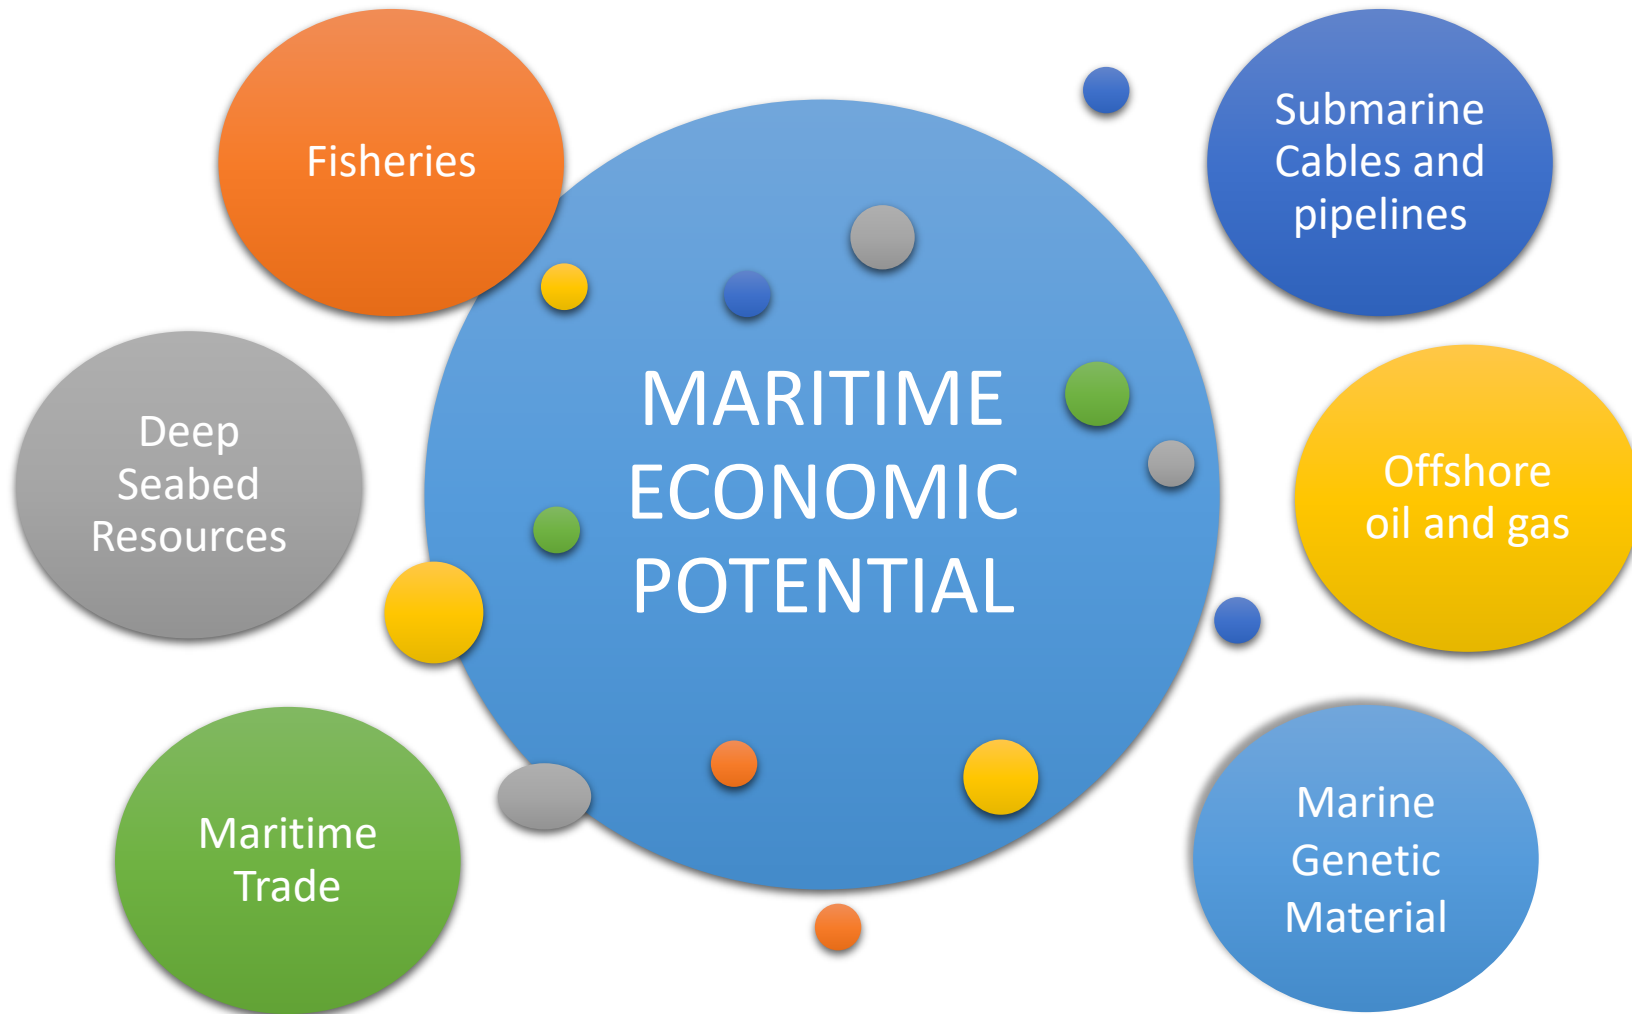 Fisheries
Submarine
Cables and
pipelines
MARITIME
ECONOMIC
POTENTIAL
Deep
Seabed
Resources
Offshore
oil and gas
Maritime
Trade
Marine
Genetic
Material